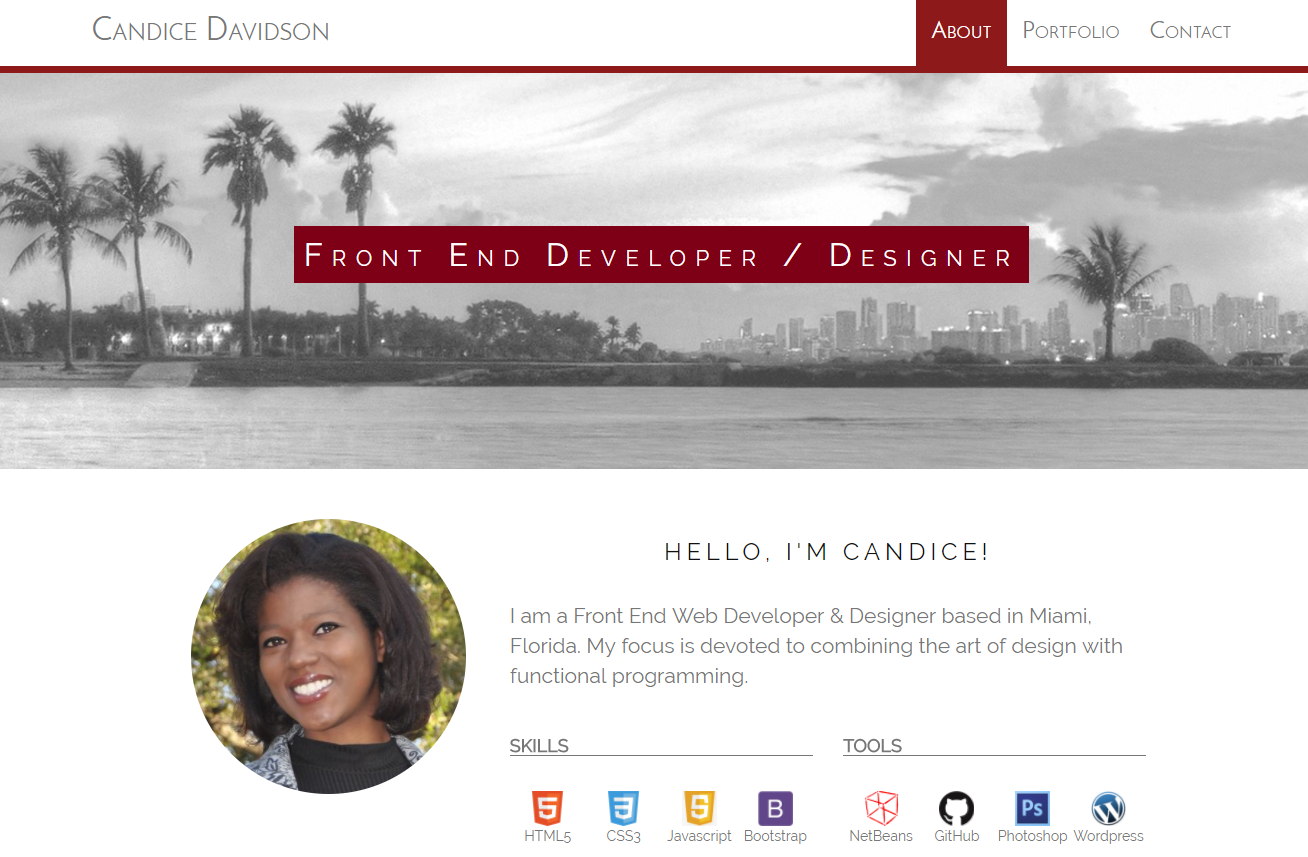 Candice Davidson
About Portfolio Contact
Front End Developer / Designer
HELLO, I'M CANDICE!
I am a Front End Web Developer & Designer based in Miami,
Florida. My focus is devoted to combining the art of design with
functional programming.
SKILLS
5 3 S B
HTML5 CSS3 Javascript Bootstrap
TOOLS
Ps W
NetBeans GitHub Photoshop Wordpress